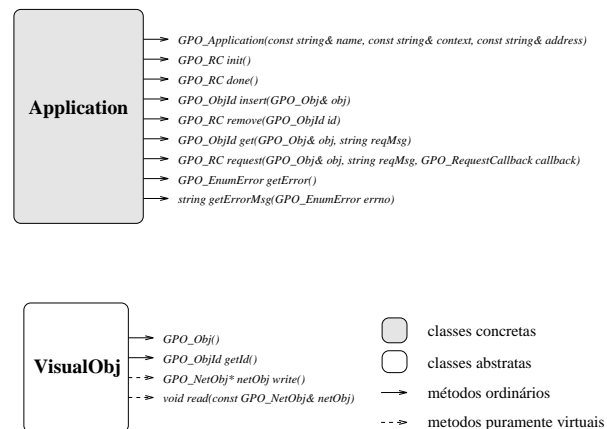 GPO_Application(const string& name, const string& context, const string& address)
GPO_RC init()
GPO_RC done()
Application
GPO_ObjId insert(GPO_Obj& obj)
GPO_RC remove(GPO_ObjId id)
GPO_ObjId get(GPO_Obj& obj, string reqMsg)
GPO_RC request(GPO_Obj& obj, string reqMsg, GPO_RequestCallback callback)
GPO_EnumError getError()
string getErrorMsg(GPO_EnumError errno)
VisualObj
GPO_Obj()
GPO_ObjId getId()
GPO_NetObj* netObj write()
void read(const GPO_NetObj& netObj)
classes concretas
classes abstratas
métodos ordinários
metodos puramente virtuais